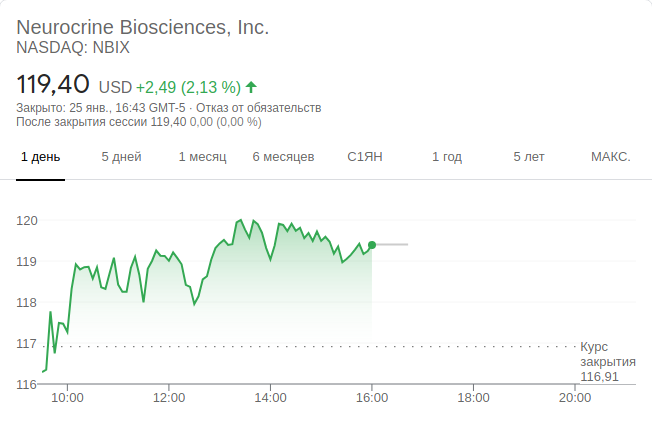 Neurocrine Biosciences, Inc.
NASDAQ: NBIX
119,40 USD +2,49 (2,13 %)
Закрыто: 25 янв., 16:43 GMT-5 · Отказ от обязательств
После закрытия сессии 119,40 0,00 (0,00 %)
1 день 5 дней 1 месяц 6 месяцев С1ЯН 1 год 5 лет МАКС.
120
119
118
117
116
Курс
закрытия
116,91
10:00 12:00 14:00 16:00 18:00 20:00